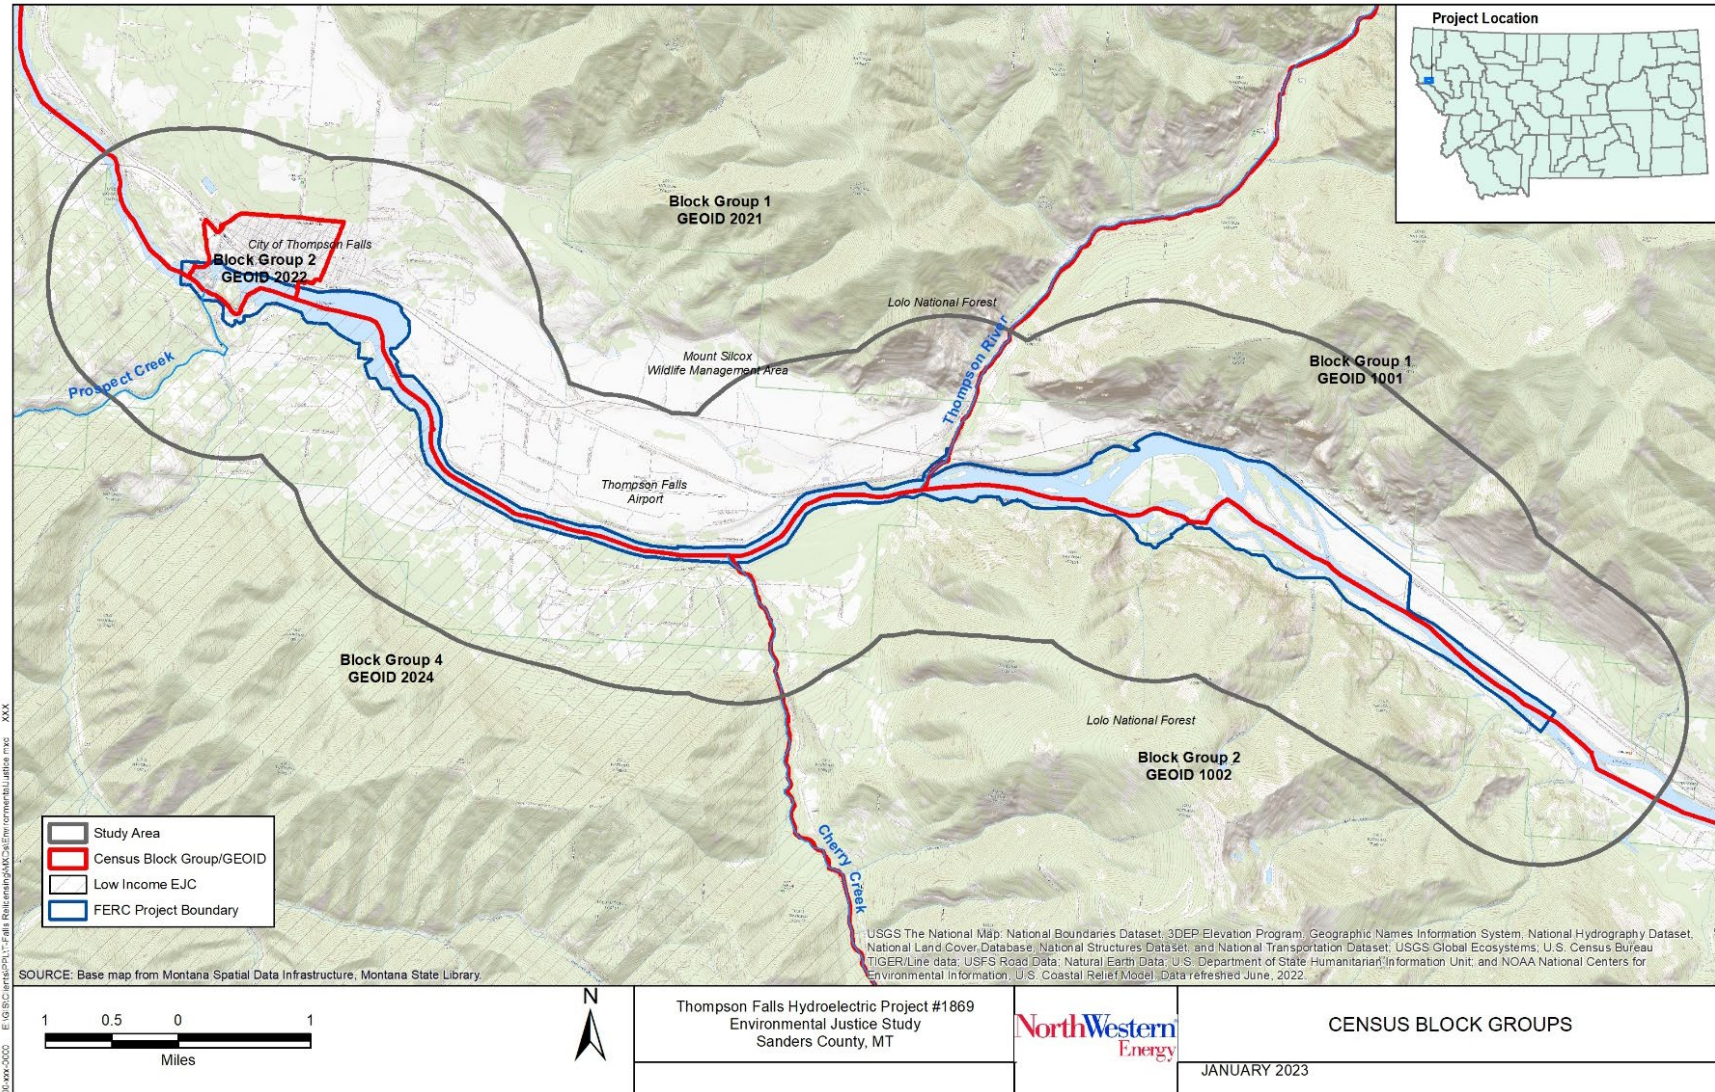 Project Location
Block Group 1
GEOID 2021
City of Thompson Falls
Block Group 2
GEOID 2022
Lolo National Forest
Mount Silcox
Wildlife Management Area
Prospect Creek
Thompson River
Block Group 1
GEOID 1001
Thompson Falls
Airport
Block Group 4
GEOID 2024
Lolo National Forest
Block Group 2
GEOID 1002
Cherry Creek
Study Area
Census Block Group/GEOID
Low Income EJC
FERC Project Boundary
USGS The National Map: National Boundaries Dataset, 3DEP Elevation Program, Geographic Names Information System, National Hydrography Dataset,
National Land Cover Database, National Structures Dataset, and National Transportation Dataset; USGS Global Ecosystems; U.S. Census Bureau
TIGER/Line data; USFS Road Data; Natural Earth Data; U.S. Department of State Humanitarian Information Unit; and NOAA National Centers for
Environmental Information, U.S. Coastal Relief Model. Data refreshed June, 2022.
SOURCE: Base map from Montana Spatial Data Infrastructure, Montana State Library.
1 0.5 0 1
Miles
N
Thompson Falls Hydroelectric Project #1869
Environmental Justice Study
Sanders County, MT
NorthWestern
Energy
CENSUS BLOCK GROUPS
JANUARY 2023
XXX